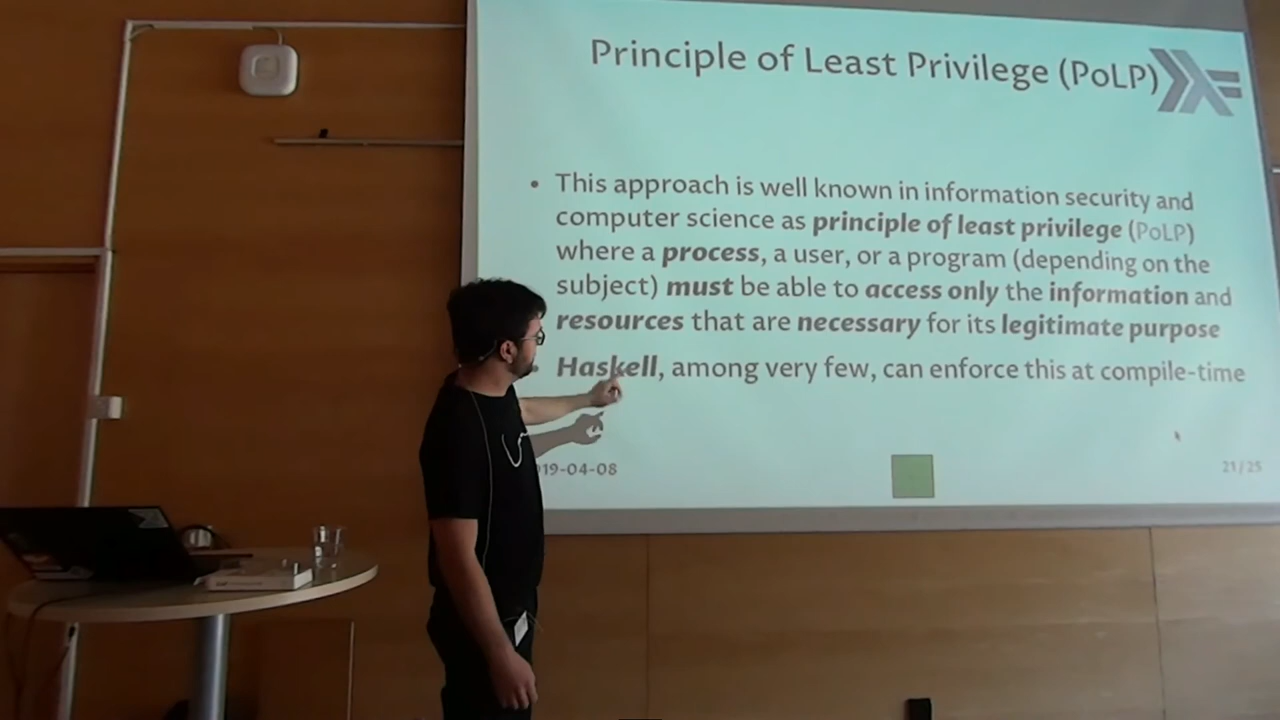 Principle of Least Privilege (PoLP)
• This approach is well known in information security and
computer science as principle of least privilege (PoLP)
where a process, a user, or a program (depending on the
subject) must be able to access only the information and
resources that are necessary for its legitimate purpose
• Haskell, among very few, can enforce this at compile-time
019-04-08
21/25